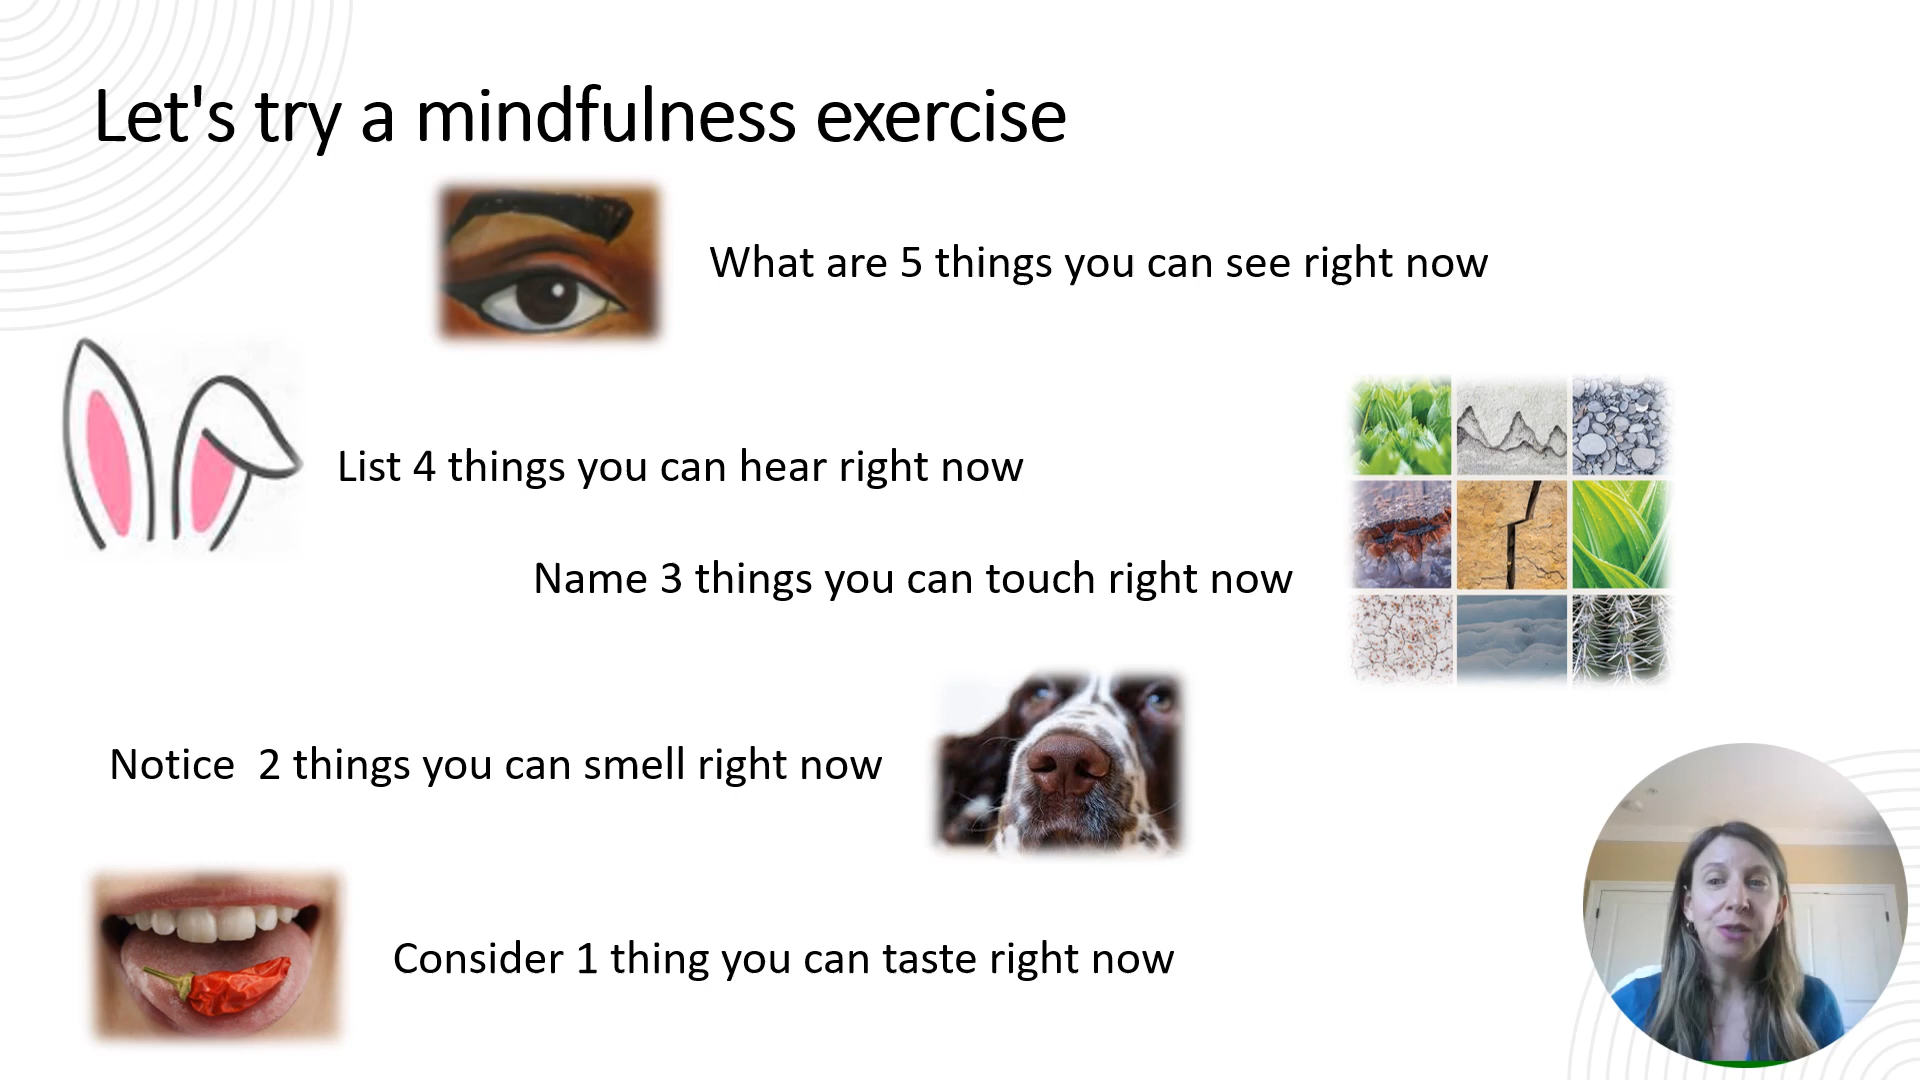 Let's try a mindfulness exercise
What are 5 things you can see right now
List 4 things you can hear right now
Name 3 things you can touch right now
Notice  2 things you can smell right now
Consider 1 thing you can taste right now